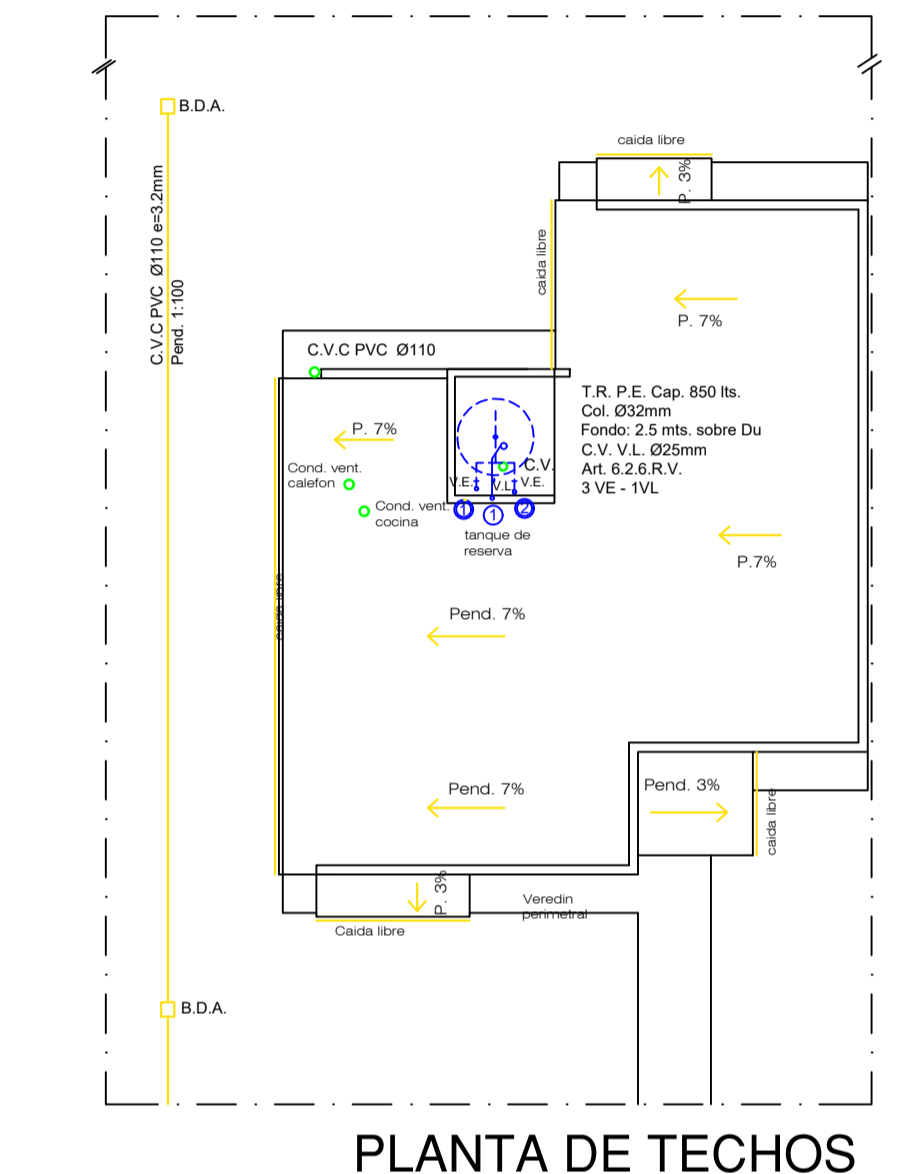 B.D.A.
C.V.C PVC Ø110 e=3.2mm
Pend. 1:100
caida libre
P. 3%
caida libre
P. 7%
C.V.C PVC Ø110
T.R. P.E. Cap. 850 lts.
Col. Ø32mm
Fondo: 2.5 mts. sobre Du
C.V. V.L. Ø25mm
Art. 6.2.6.R.V.
3 VE - 1VL
P. 7%
Cond. vent.
calefon
C.V.
V.E.
V.L.
V.E.
Cond. vent.
cocina
1
1
2
tanque de
reserva
P.7%
caida libre
Pend. 7%
Pend. 7%
Pend. 3%
caida libre
P. 3%
Veredin
perimetral
Caida libre
B.D.A.
PLANTA DE TECHOS